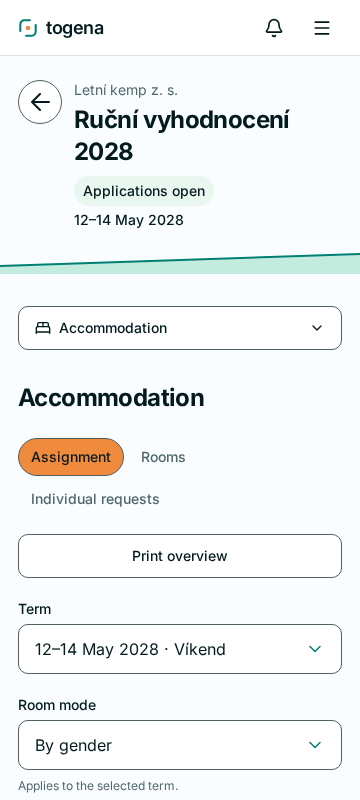 togena
Letní kemp z. s.
Ruční vyhodnocení
2028
Applications open
12–14 May 2028
Accommodation
Accommodation
Assignment
Rooms
Individual requests
Print overview
Term
12–14 May 2028 · Víkend
Room mode
By gender
Applies to the selected term.